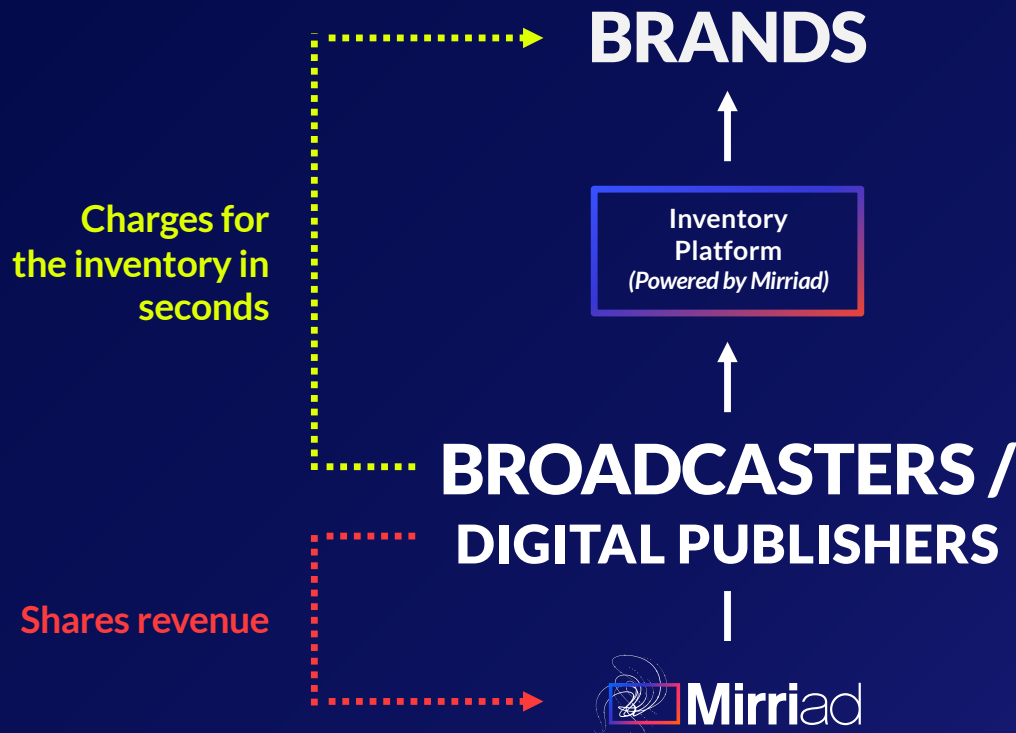 BRANDS
Charges for
the inventory in
seconds
Inventory
Platform
(Powered by Mirriad)
BROADCASTERS /
DIGITAL PUBLISHERS
Shares revenue
Mirriad